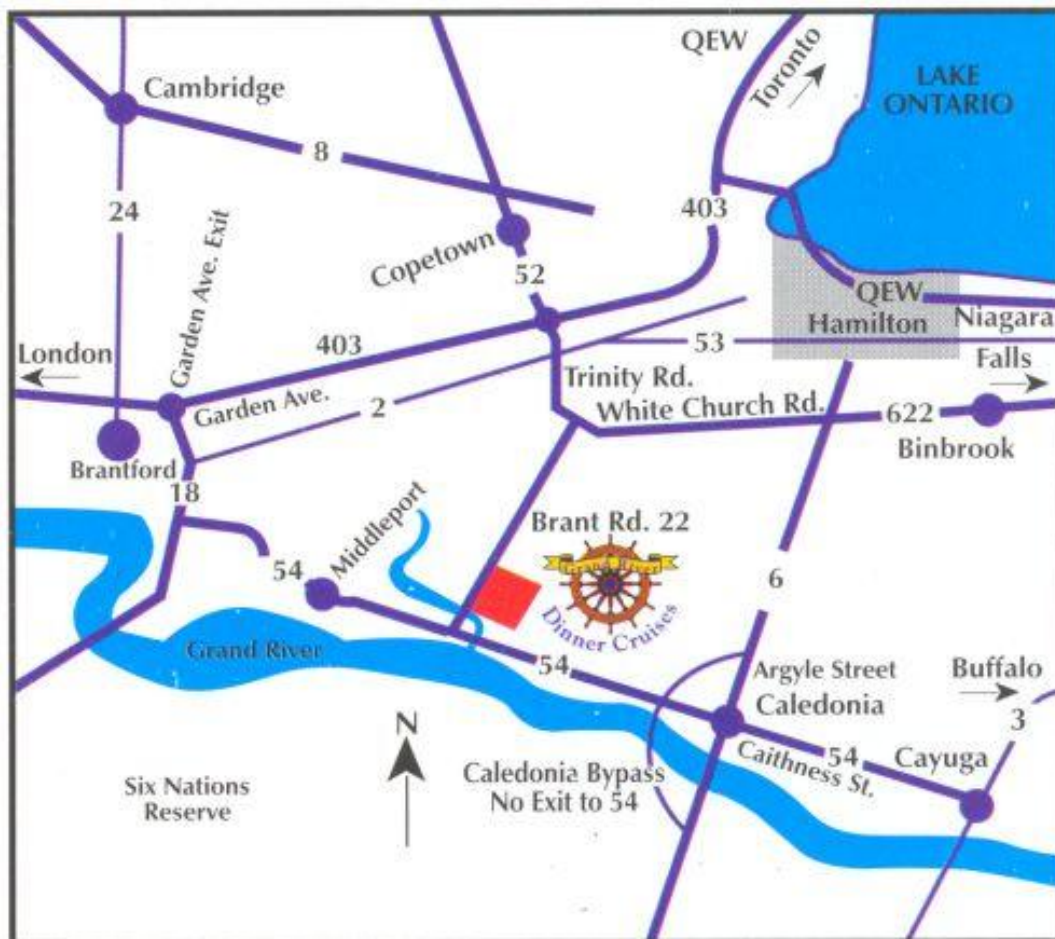 QEW
Toronto
LAKE
ONTARIO
Cambridge
8
24
Garden Ave. Exit
403
Copetown
52
QEW
Hamilton
Niagara
Falls
London
403
53
Garden Ave.
2
Trinity Rd.
White Church Rd.
622
Binbrook
Brantford
18
Middleport
Brant Rd. 22
GRAND RIVER
Dinner Cruises
54
6
Grand River
54
Argyle Street
Caledonia
Buffalo
3
N
Caledonia Bypass
No Exit to 54
Caithness St.
54
Cayuga
Six Nations
Reserve